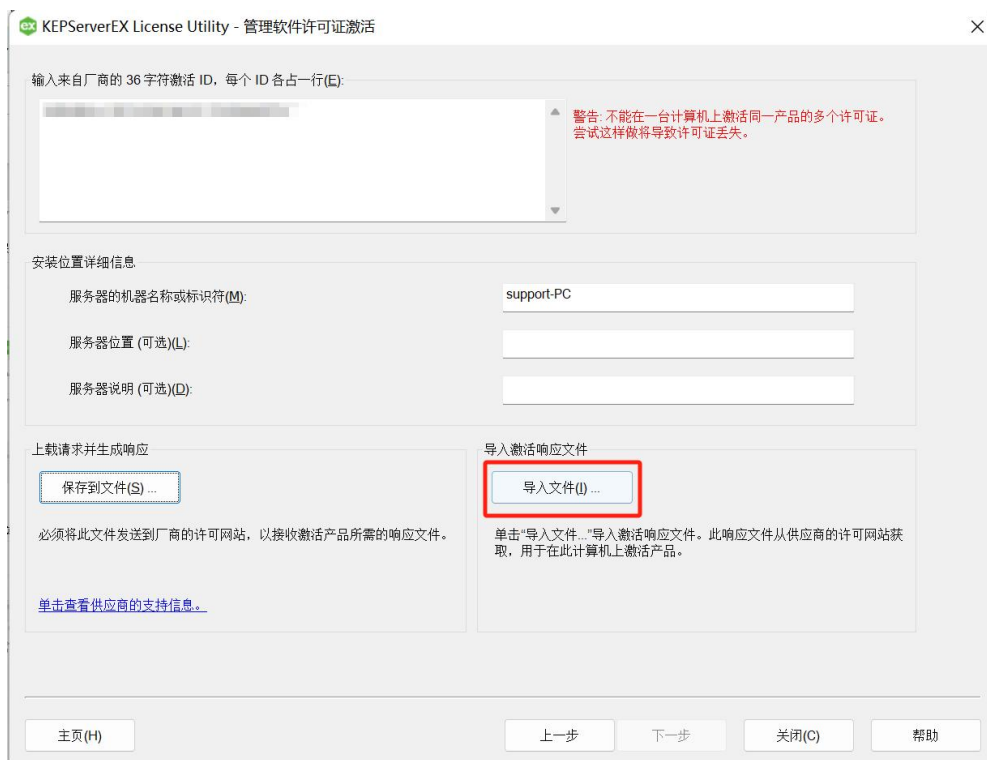 KEPServerEX License Utility - 管理软件许可证激活
输入来自厂商的 36 字符激活 ID，每个 ID 各占一行(E):
警告: 不能在一台计算机上激活同一产品的多个许可证。
尝试这样做将导致许可证丢失。
安装位置详细信息
服务器的机器名称或标识符(M):
support-PC
服务器位置 (可选)(L):
服务器说明 (可选)(D):
上载请求并生成响应
保存到文件(S) ...
必须将此文件发送到厂商的许可网站，以接收激活产品所需的响应文件。
单击查看供应商的支持信息。
导入激活响应文件
导入文件(I) ...
单击“导入文件...”导入激活响应文件。此响应文件从供应商的许可网站获
取，用于在此计算机上激活产品。
主页(H)
上一步
下一步
关闭(C)
帮助